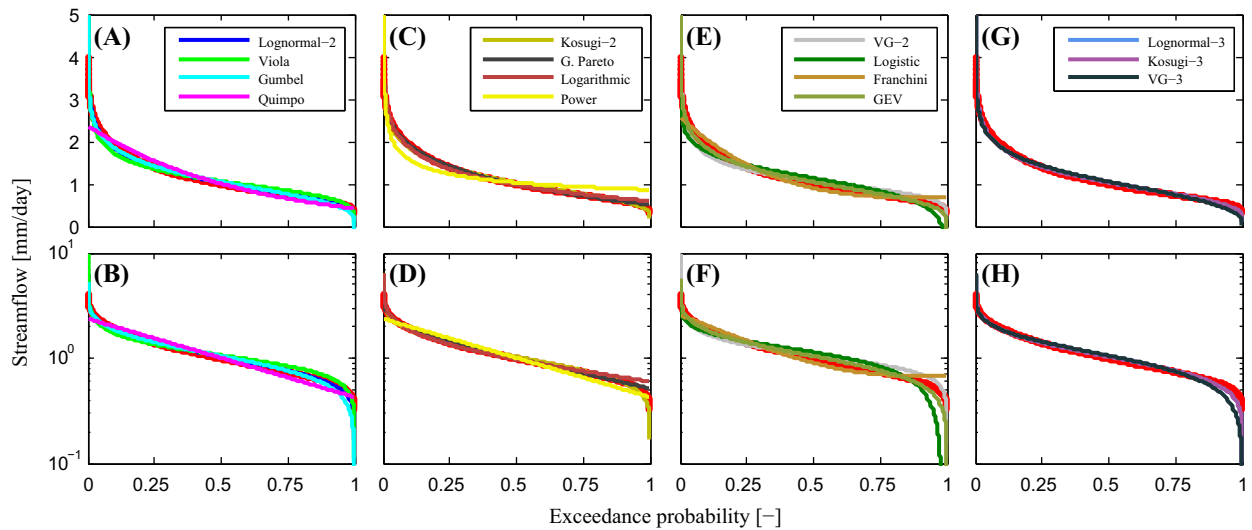 (A)
Lognormal−2
Viola
Gumbel
Quimpo
(C)
Kosugi−2
G. Pareto
Logarithmic
Power
(E)
VG−2
Logistic
Franchini
GEV
(G)
Lognormal−3
Kosugi−3
VG−3
5
4
3
2
1
0
Streamflow [mm/day]
(B)
(D)
(F)
(H)
10^1
10^0
10^−1
0 0.25 0.5 0.75 1
0 0.25 0.5 0.75 1
0 0.25 0.5 0.75 1
0 0.25 0.5 0.75 1
Exceedance probability [−]